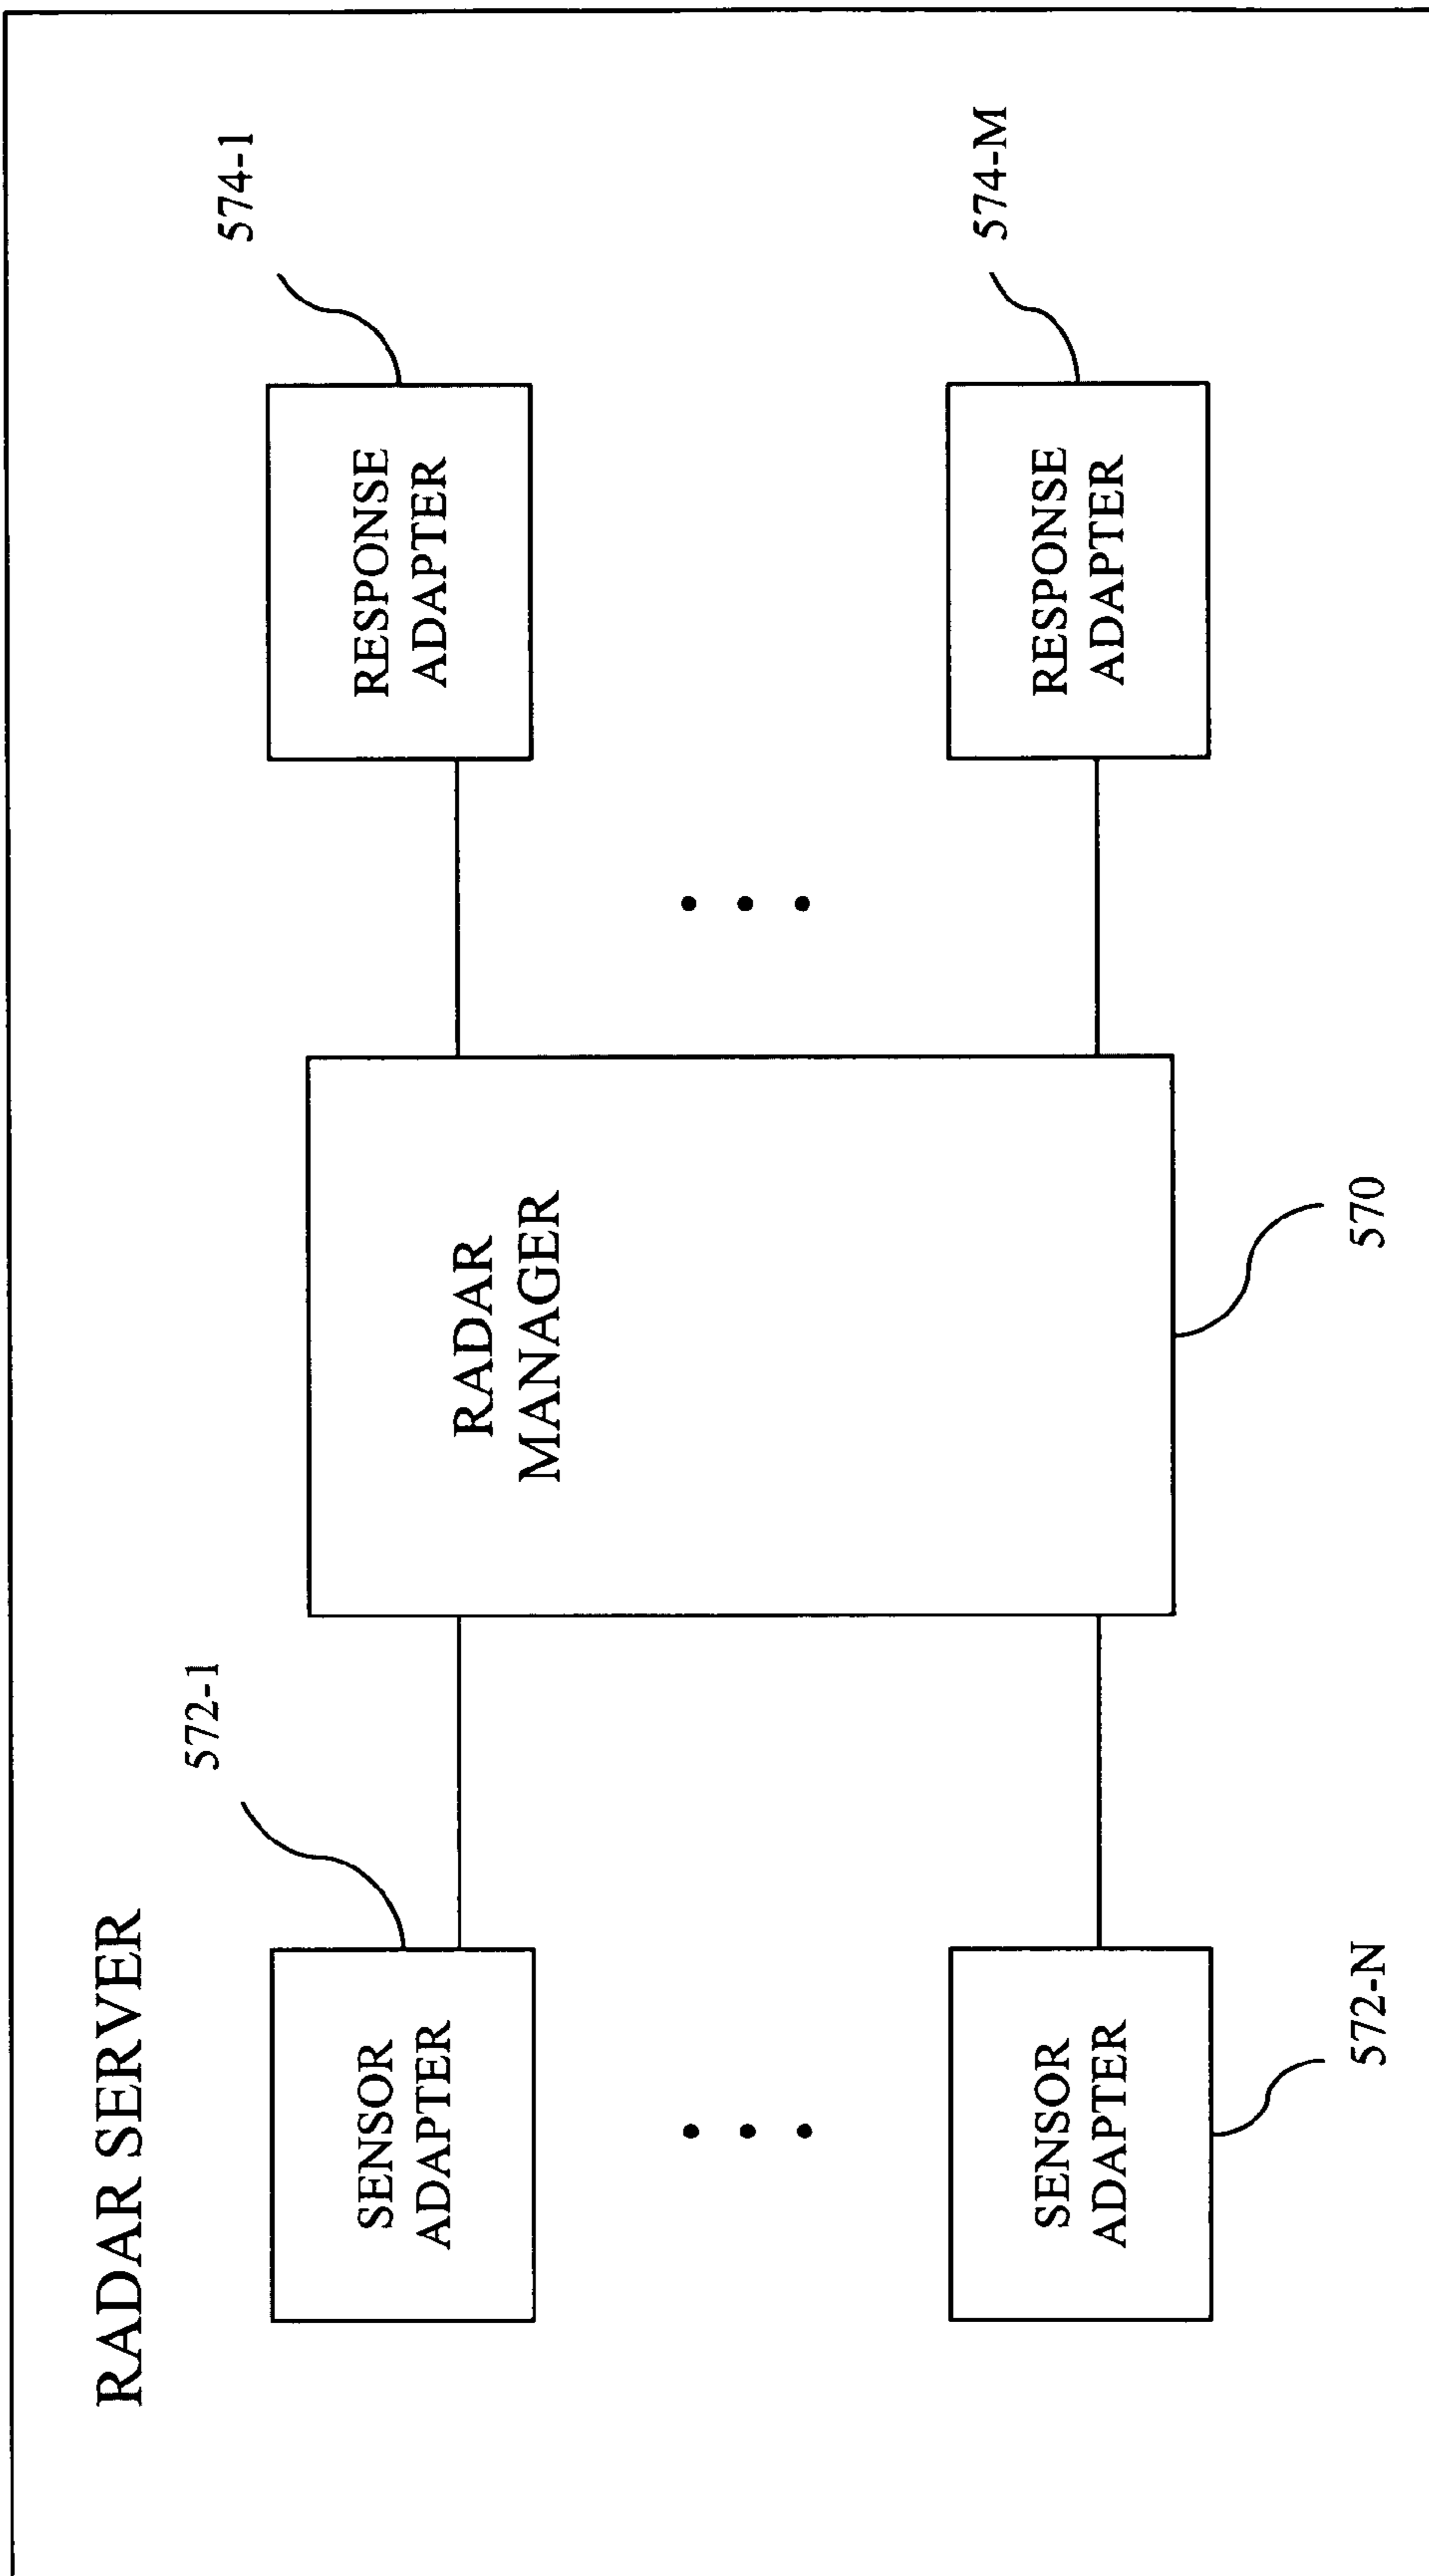 RADAR SERVER
572-1
574-1
SENSOR
ADAPTER
RADAR
MANAGER
RESPONSE
ADAPTER
SENSOR
ADAPTER
RESPONSE
ADAPTER
574-M
572-N
570